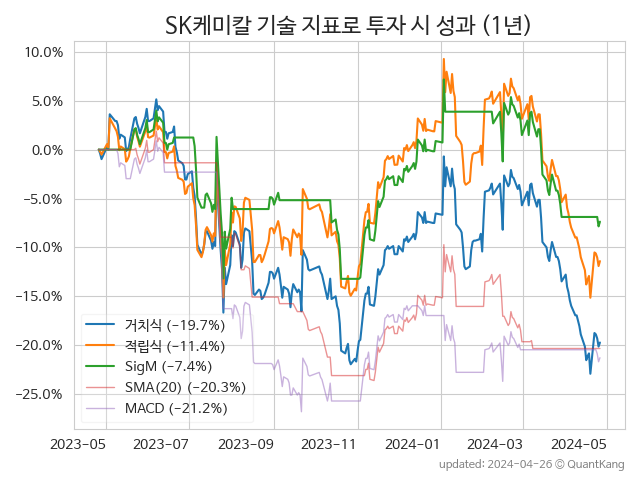 SK케미칼 기술 지표로 투자 시 성과 (1년)
10.0%
5.0%
0.0%
−5.0%
−10.0%
−15.0%
−20.0%
−25.0%
거치식 (−19.7%)
적립식 (−11.4%)
SigM (−7.4%)
SMA(20) (−20.3%)
MACD (−21.2%)
2023−05 2023−07 2023−09 2023−11 2024−01 2024−03 2024−05
updated: 2024−04−26 © QuantKang